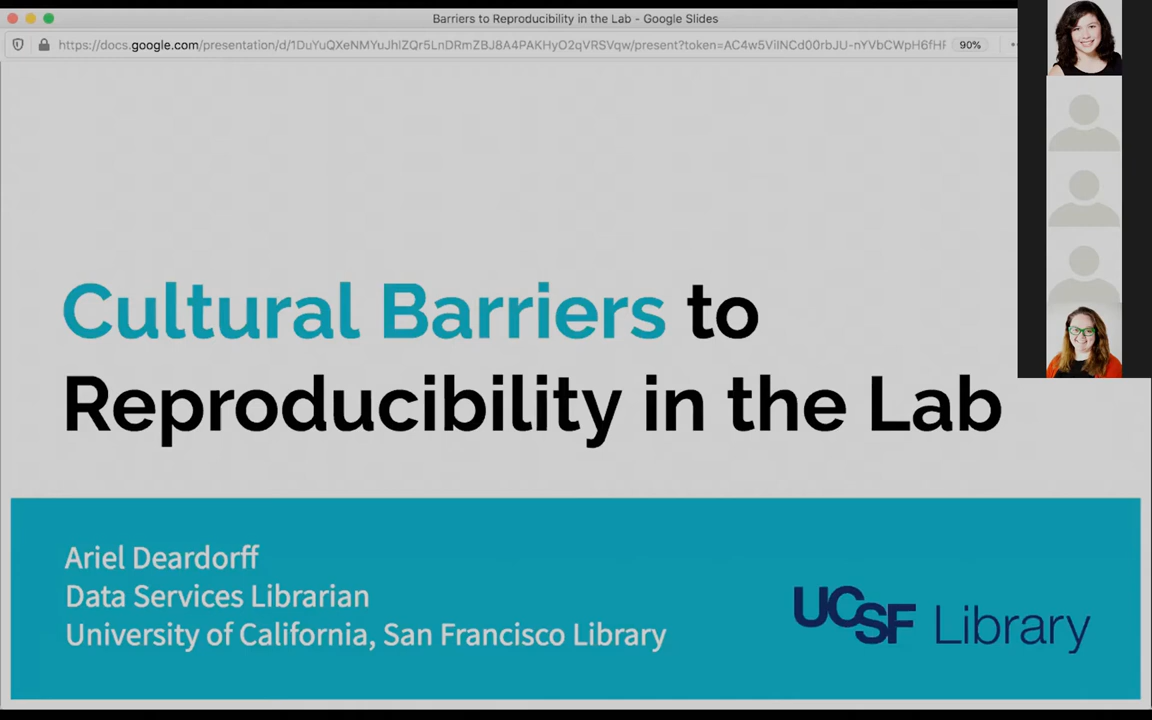 Barriers to Reproducibility in the Lab - Google Slides
90%
Cultural Barriers to
Reproducibility in the Lab
Ariel Deardorff
Data Services Librarian
University of California, San Francisco Library
UCSF Library